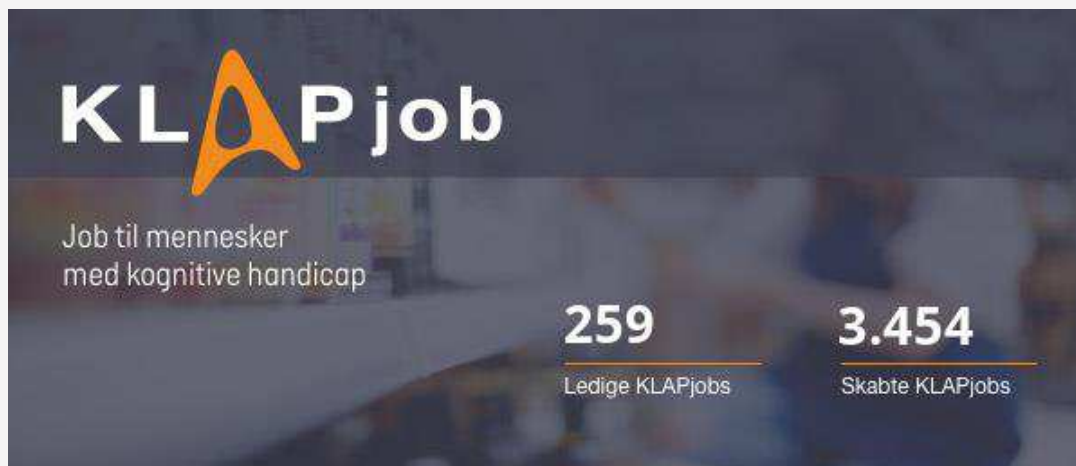 KLAPjob
Job til mennesker
med kognitive handicap
259
3.454
Ledige KLAPjobs
Skabte KLAPjobs